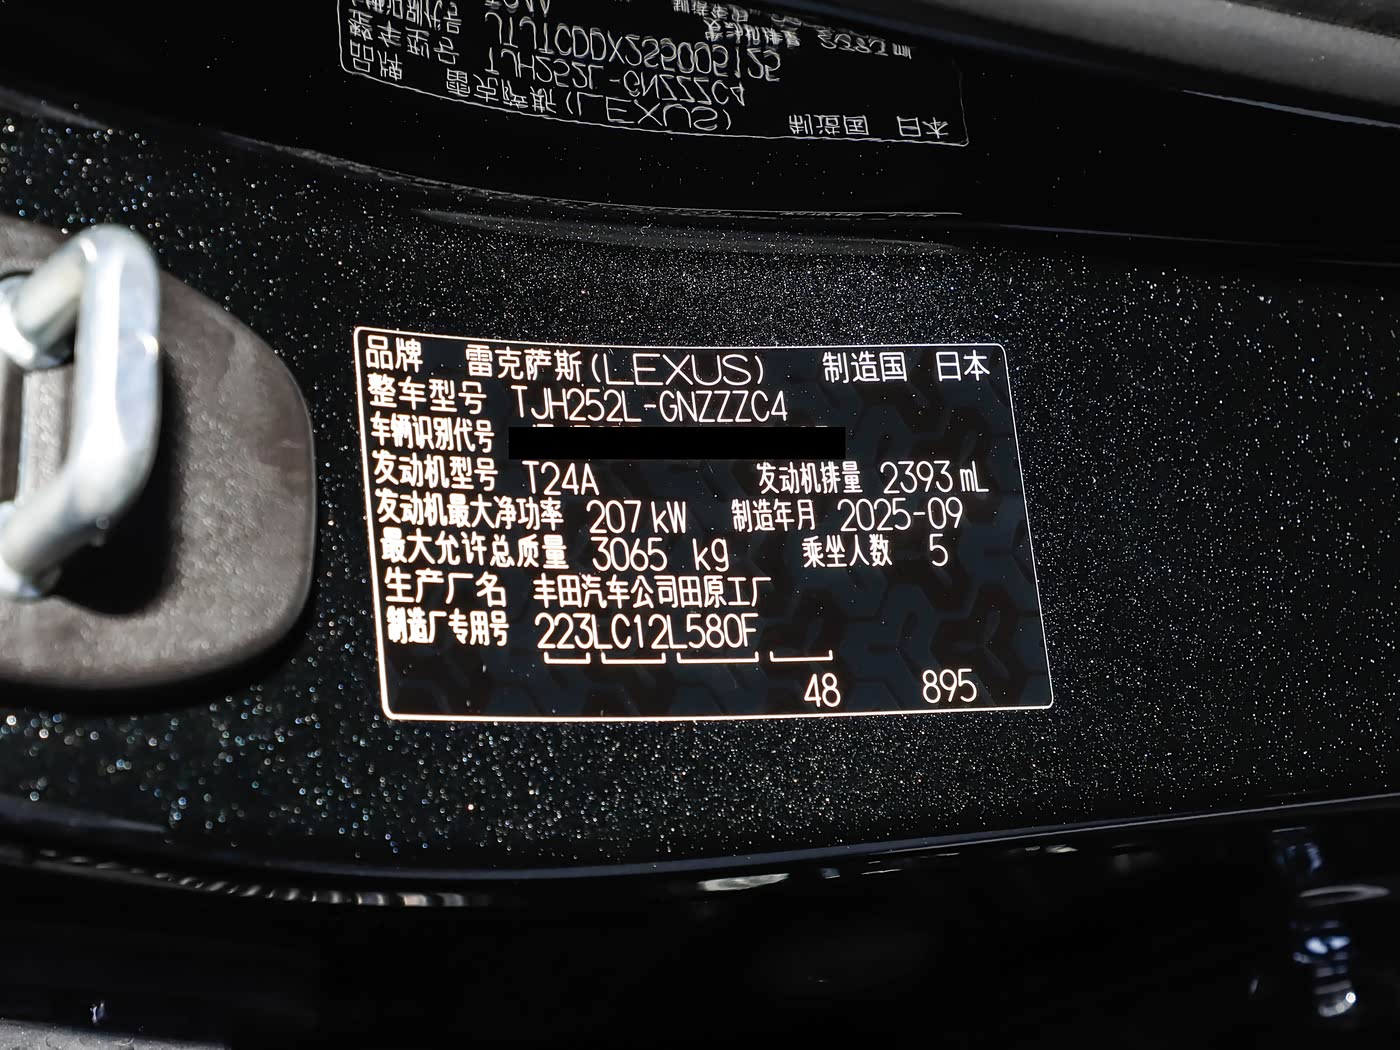 品牌 雷克萨斯(LEXUS) 制造国 日本
整车型号 TJH252L-GNZZZC4
车辆识别代号
发动机型号 T24A 发动机排量 2393 mL
发动机最大净功率 207 kW 制造年月 2025-09
最大允许总质量 3065 kg 乘坐人数 5
生产厂名 丰田汽车公司田原工厂
制造厂专用号 223LC12L580F
48 895